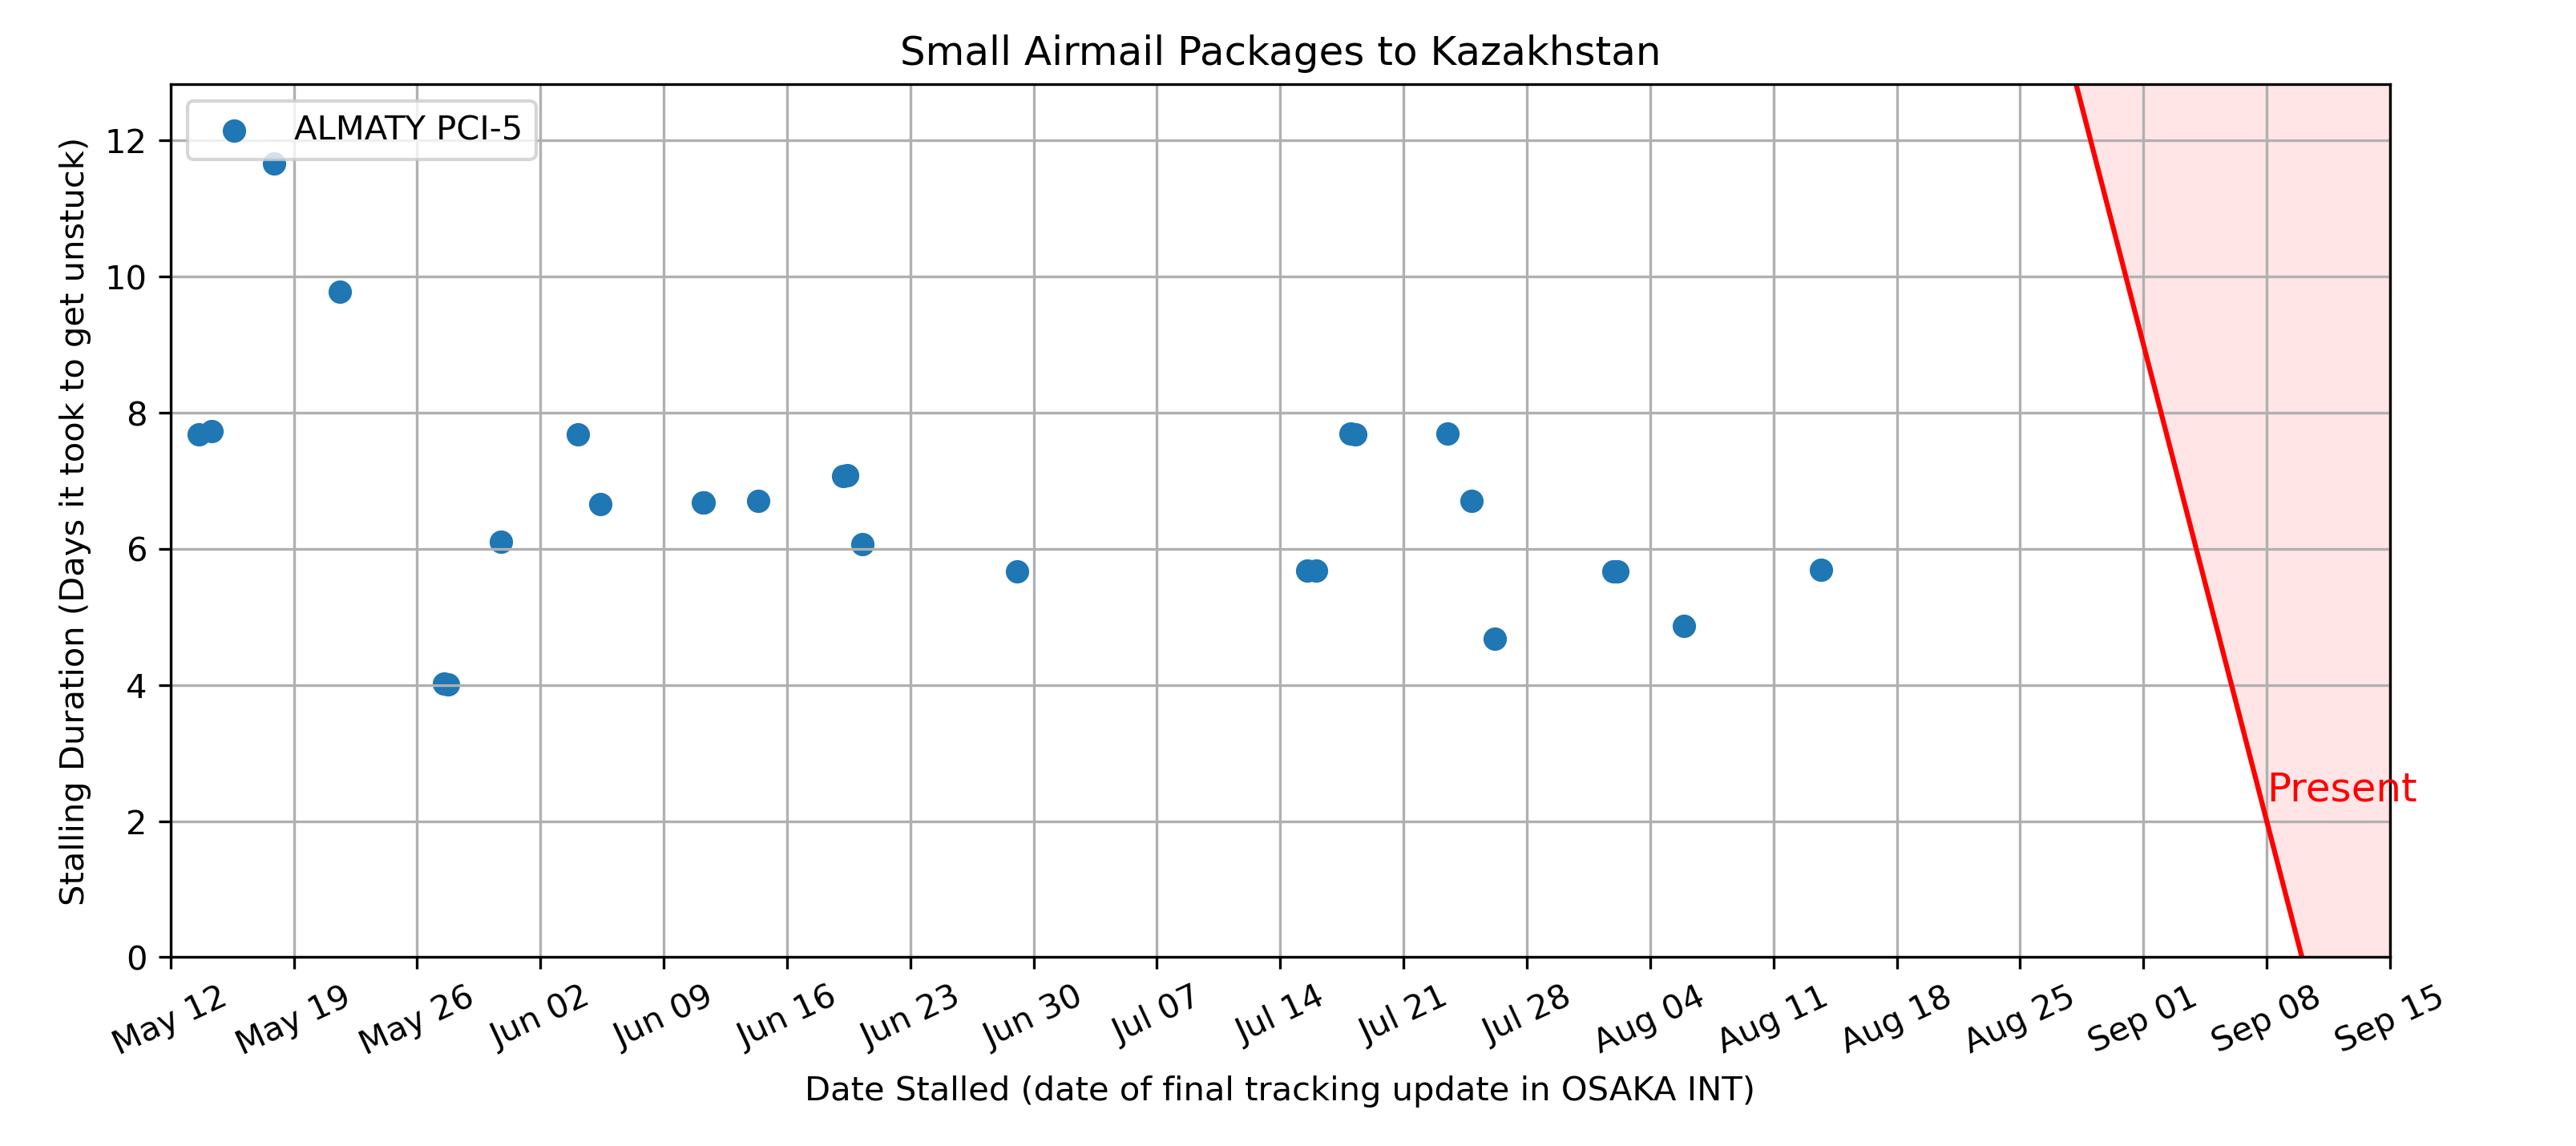 Small Airmail Packages to Kazakhstan
ALMATY PCI-5
Stalling Duration (Days it took to get unstuck)
12
10
8
6
4
2
0
Present
May 12
May 19
May 26
Jun 02
Jun 09
Jun 16
Jun 23
Jun 30
Jul 07
Jul 14
Jul 21
Jul 28
Aug 04
Aug 11
Aug 18
Aug 25
Sep 01
Sep 08
Sep 15
Date Stalled (date of final tracking update in OSAKA INT)